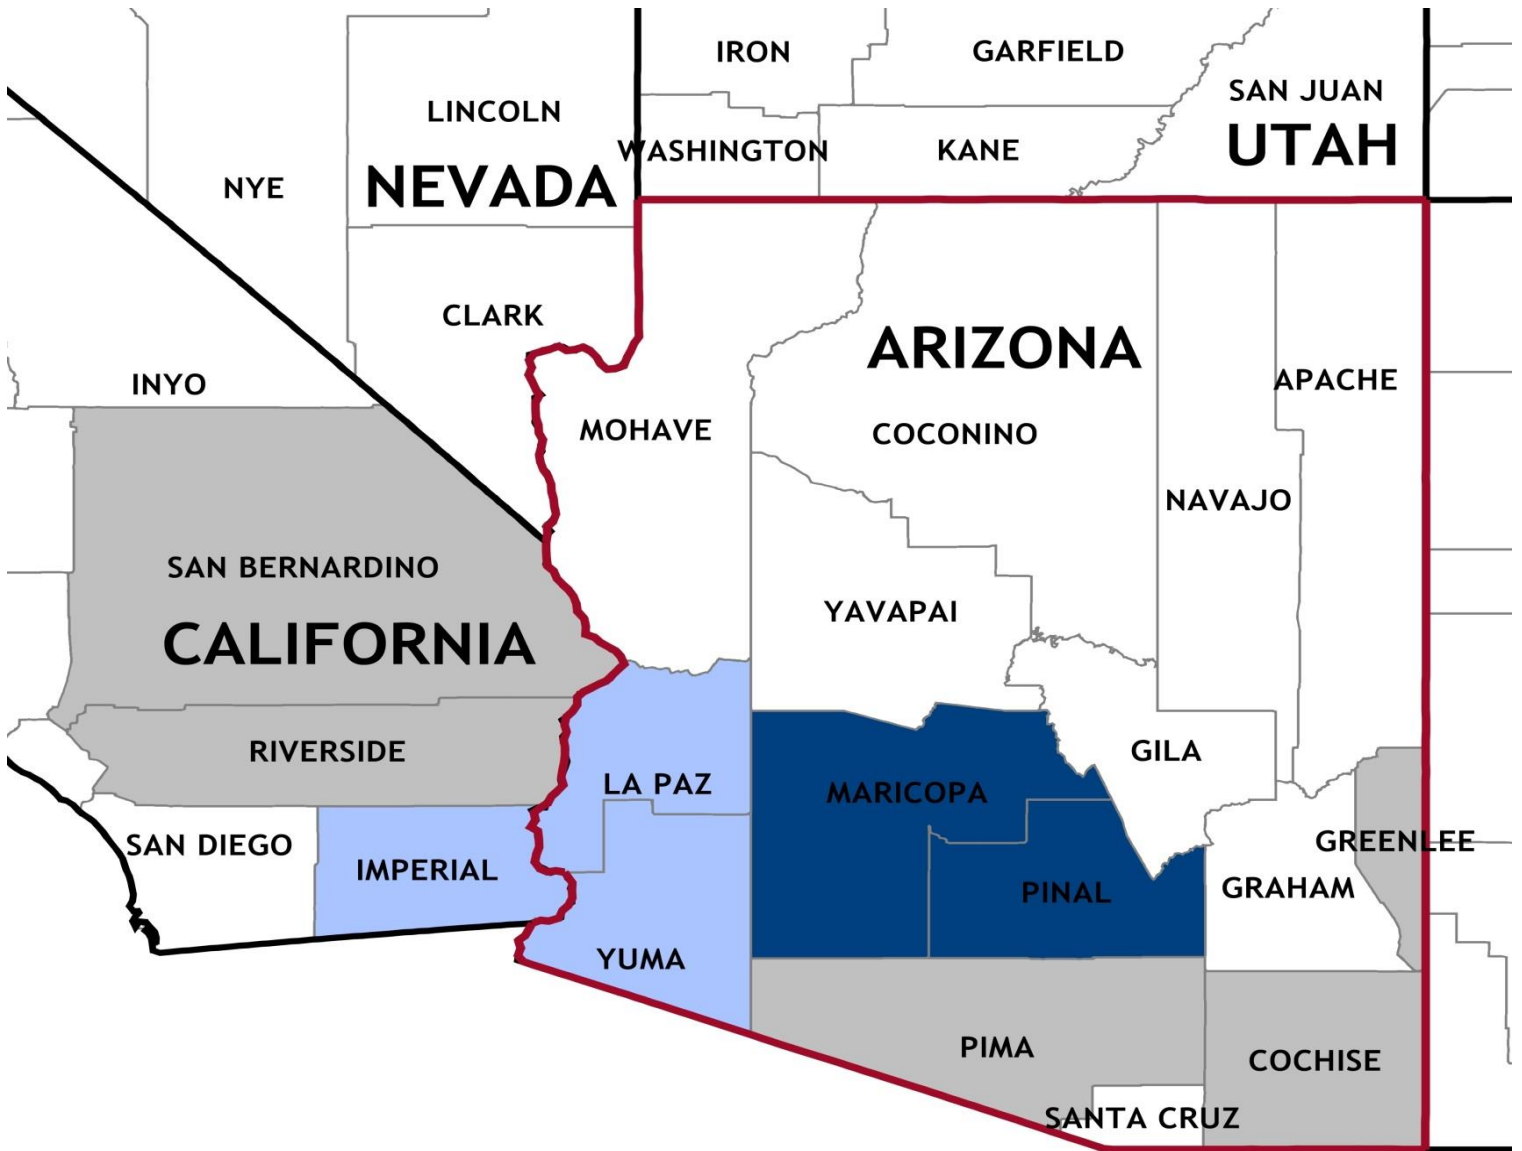 IRON
GARFIELD
SAN JUAN
LINCOLN
UTAH
WASHINGTON
KANE
NYE
NEVADA
CLARK
ARIZONA
INYO
APACHE
MOHAVE
COCONINO
NAVAJO
SAN BERNARDINO
YAVAPAI
CALIFORNIA
RIVERSIDE
GILA
LA PAZ
MARICOPA
SAN DIEGO
GREENLEE
IMPERIAL
PINAL
GRAHAM
YUMA
PIMA
COCHISE
SANTA CRUZ